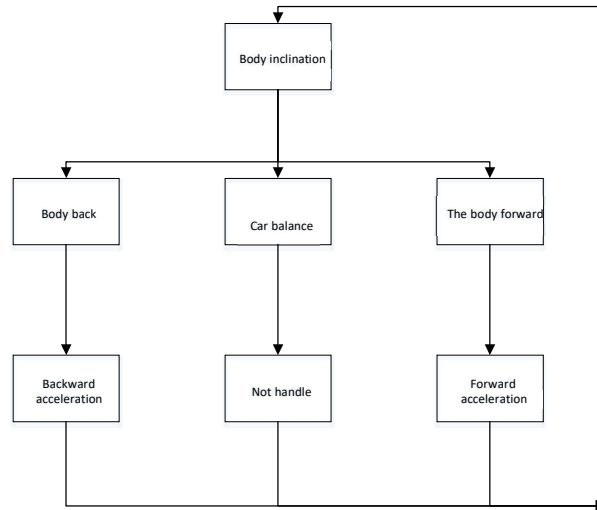 Body inclination
Body back
Car balance
The body forward
Backward
acceleration
Not handle
Forward
acceleration